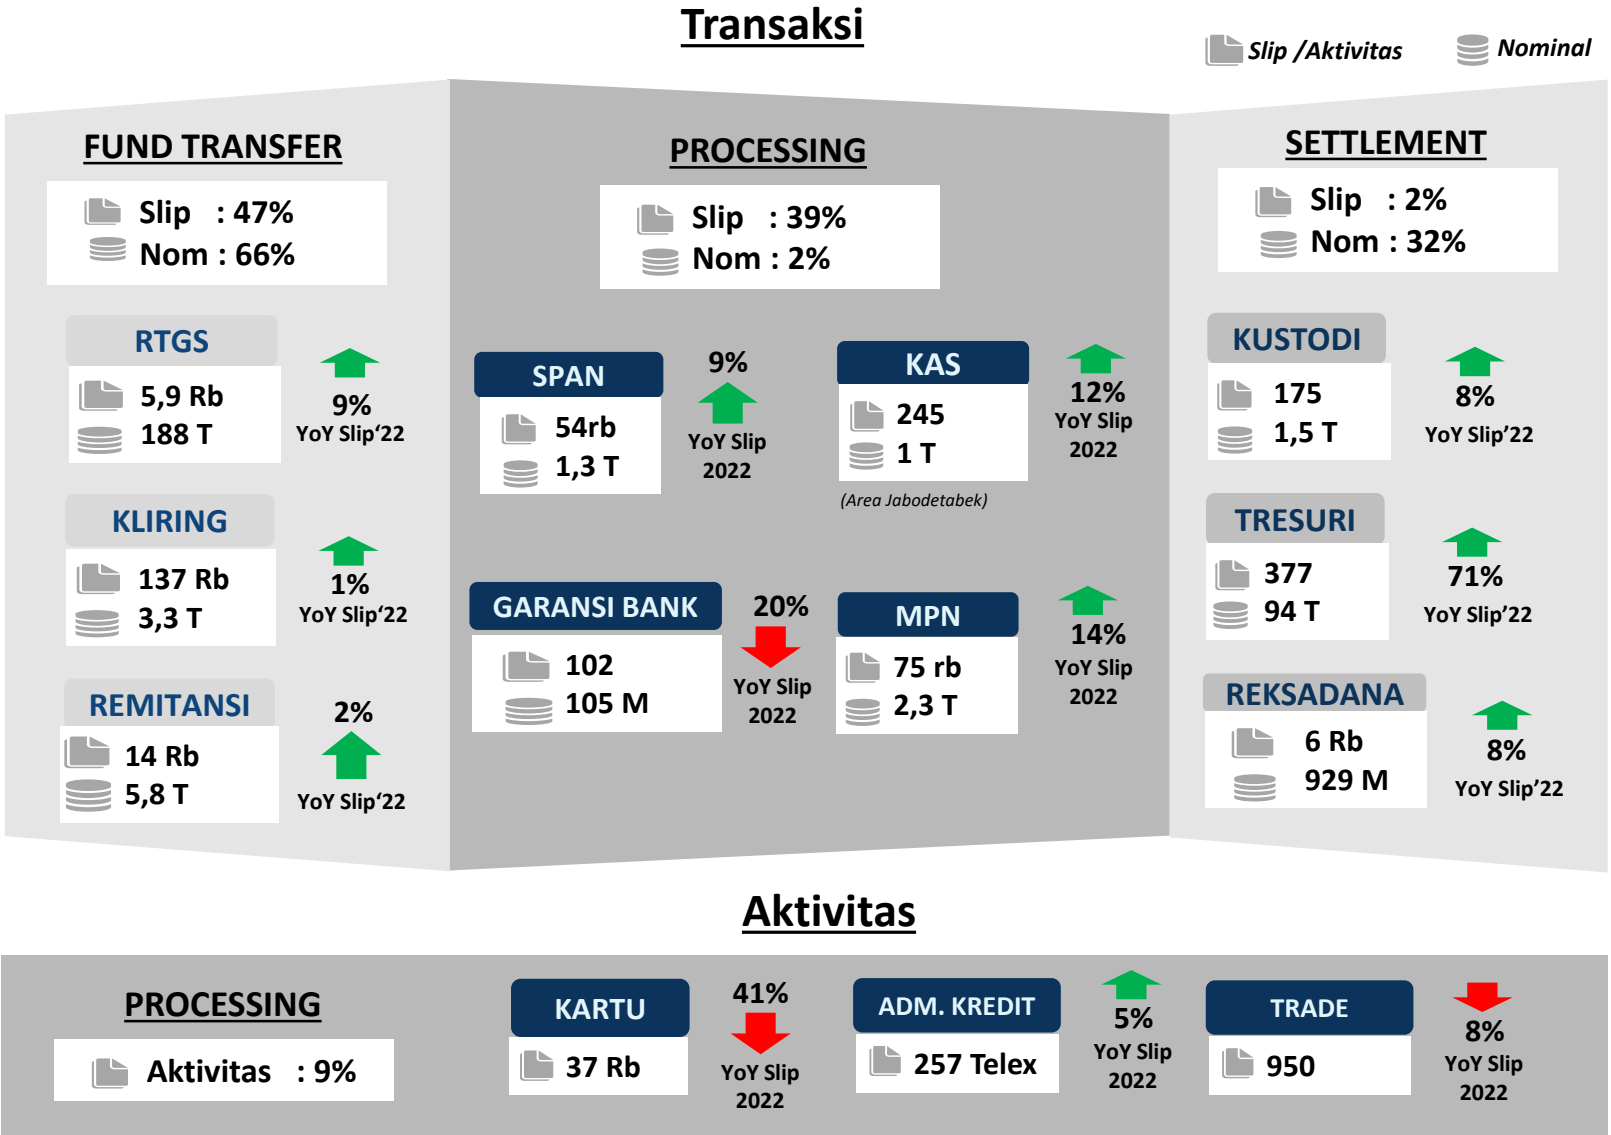 Transaksi
Slip /Aktivitas
Nominal
FUND TRANSFER
Slip : 47%
Nom : 66%
RTGS
5,9 Rb
188 T
9%
YoY Slip‘22
KLIRING
137 Rb
3,3 T
1%
YoY Slip‘22
REMITANSI
14 Rb
5,8 T
2%
YoY Slip‘22
PROCESSING
Slip : 39%
Nom : 2%
SPAN
54rb
1,3 T
9%
YoY Slip
2022
KAS
245
1 T
(Area Jabodetabek)
12%
YoY Slip
2022
GARANSI BANK
102
105 M
20%
YoY Slip
2022
MPN
75 rb
2,3 T
14%
YoY Slip
2022
SETTLEMENT
Slip : 2%
Nom : 32%
KUSTODI
175
1,5 T
8%
YoY Slip’22
TRESURI
377
94 T
71%
YoY Slip’22
REKSADANA
6 Rb
929 M
8%
YoY Slip’22
Aktivitas
PROCESSING
Aktivitas : 9%
KARTU
37 Rb
41%
YoY Slip
2022
ADM. KREDIT
257 Telex
5%
YoY Slip
2022
TRADE
950
8%
YoY Slip
2022